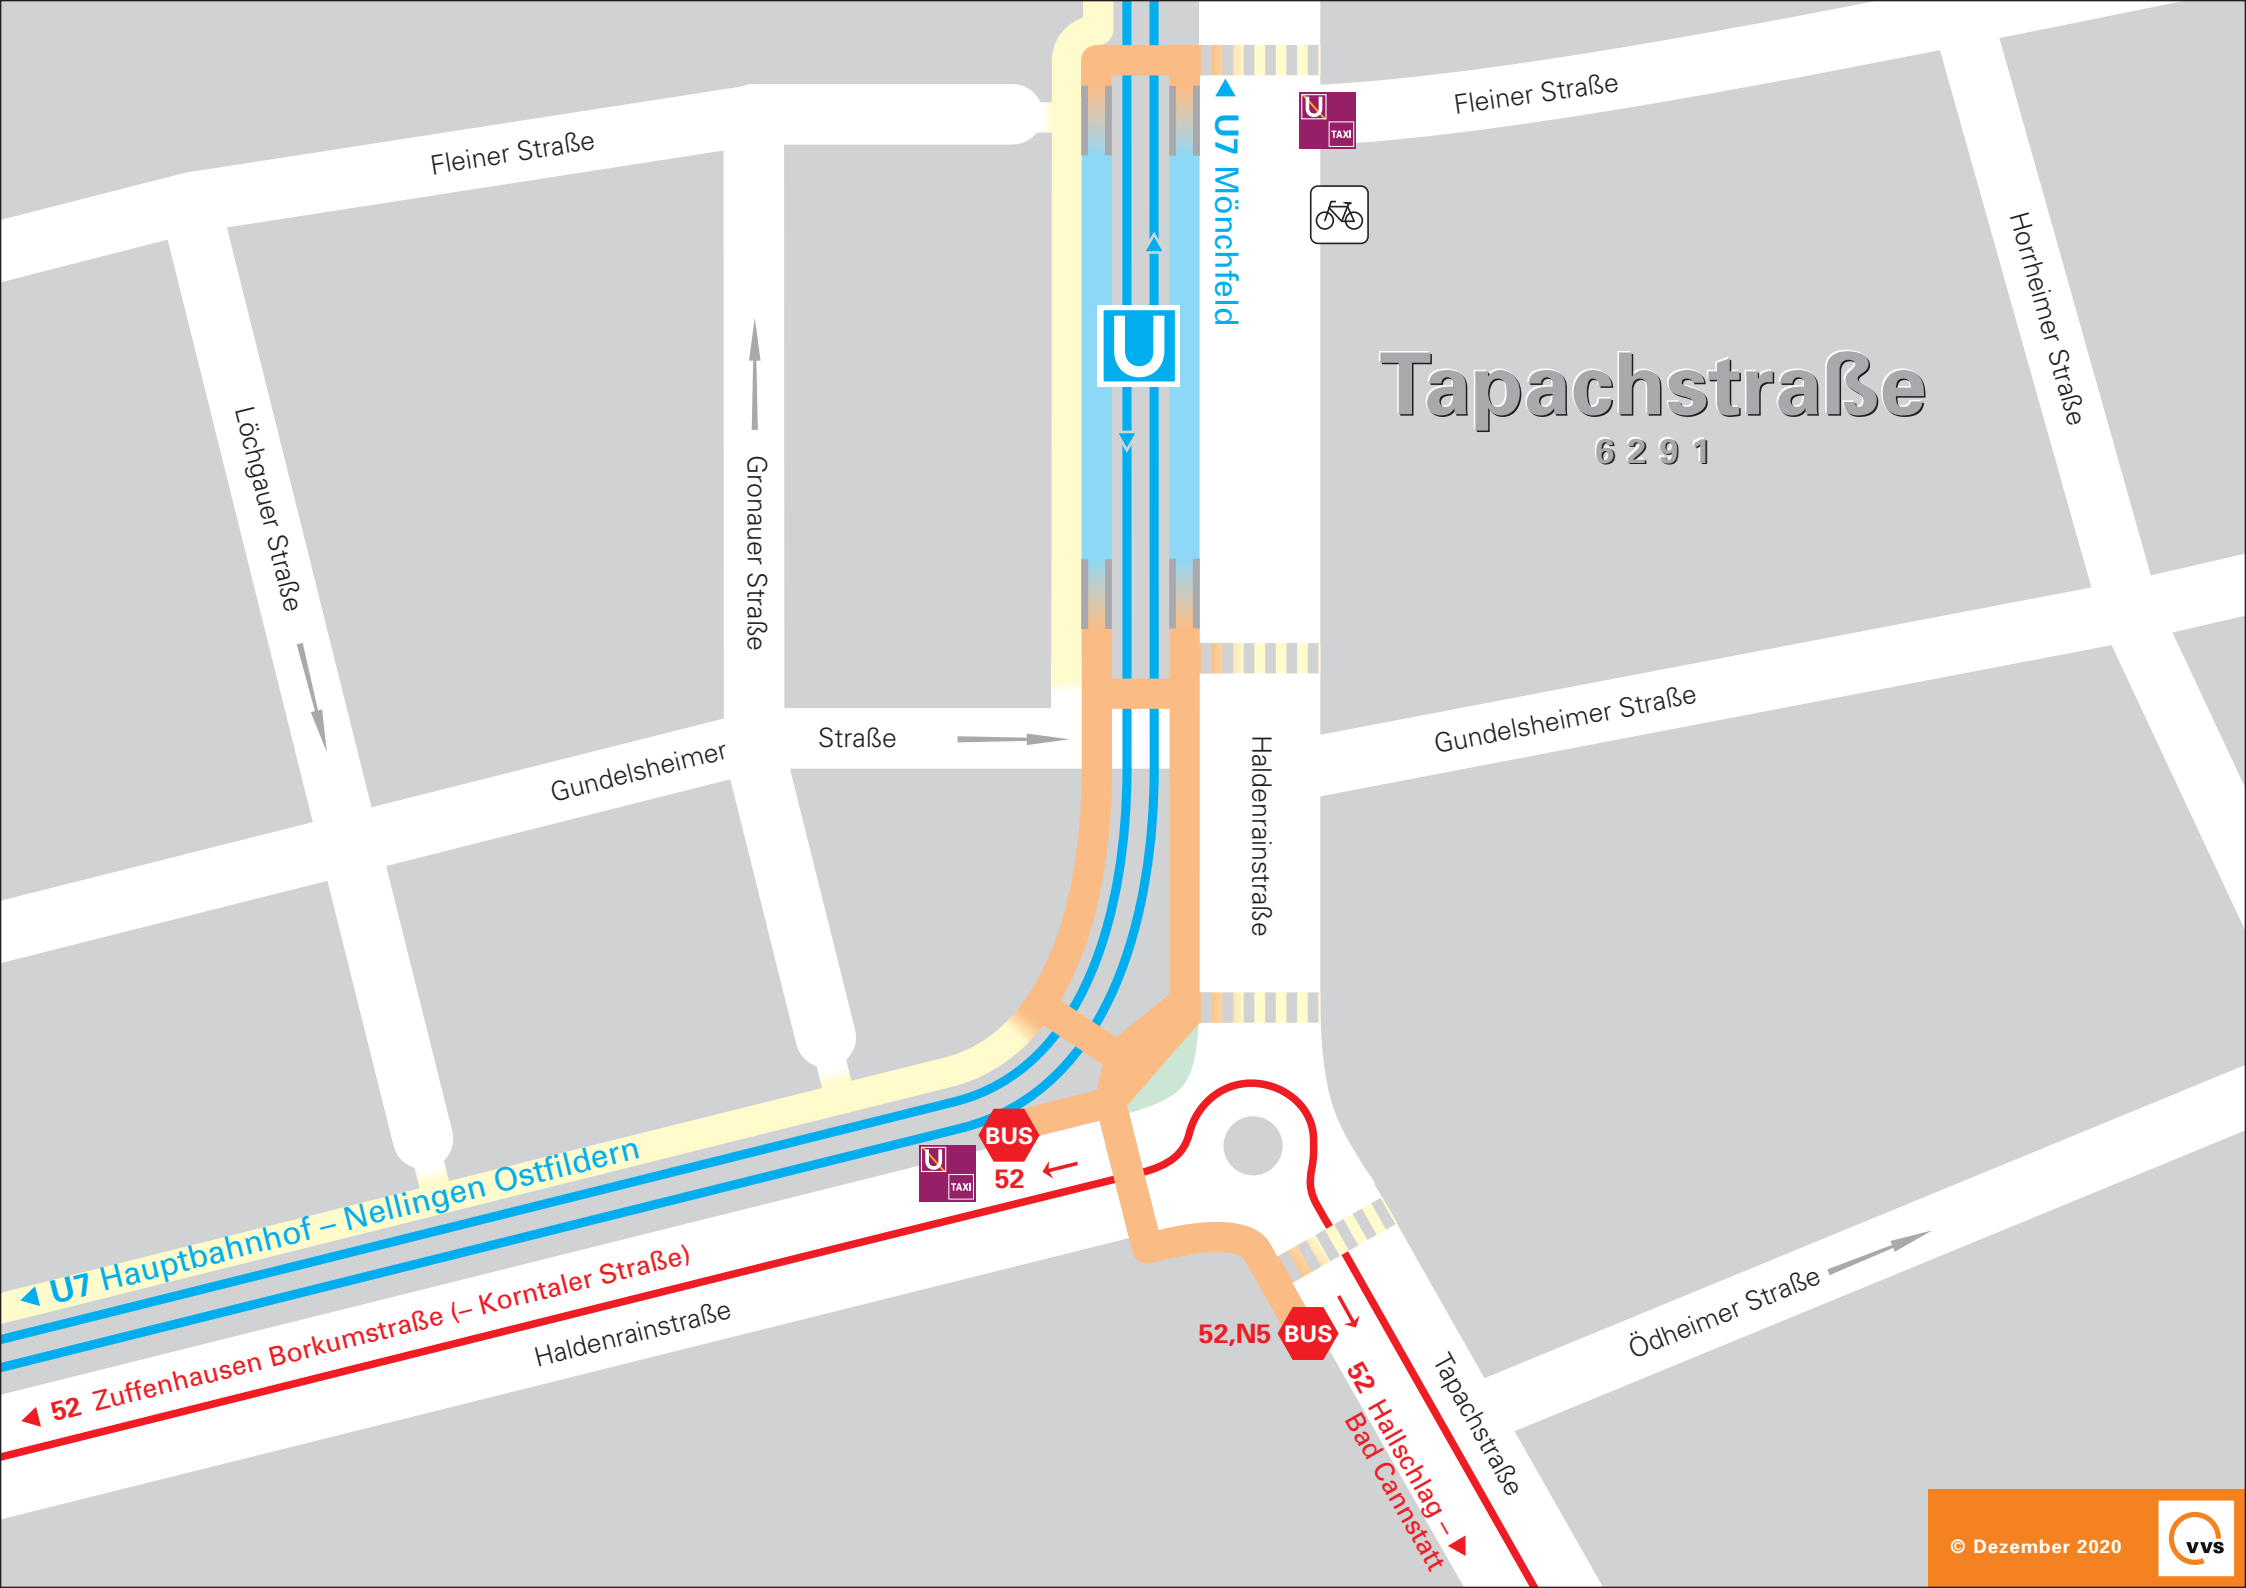 Fleiner Straße
Fleiner Straße
U
TAXI
U7 Mönchfeld
Horrheimer Straße
U
Tapachstraße
6291
Löchgauer Straße
Gronauer Straße
Gundelsheimer
Straße
Gundelsheimer Straße
Haldenrainstraße
BUS
52
U
TAXI
U7 Hauptbahnhof – Nellingen Ostfildern
52 Zuffenhausen Borkumstraße (– Korntaler Straße)
Haldenrainstraße
52,N5 BUS
52 Hallschlag –
Bad Cannstatt
Tapachstraße
Ödheimer Straße
© Dezember 2020
vvs